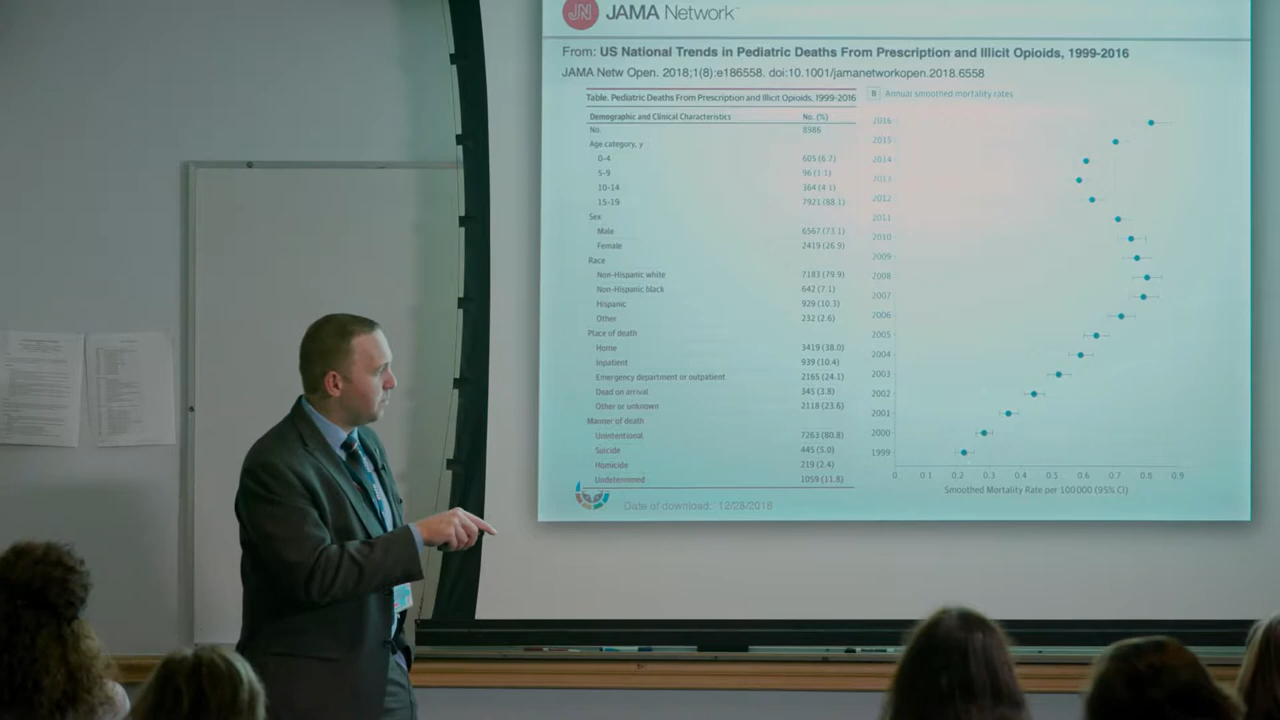 JN JAMA Network
From: US National Trends in Pediatric Deaths From Prescription and Illicit Opioids, 1999-2016
JAMA Netw Open. 2018;1(8):e186558. doi:10.1001/jamanetworkopen.2018.6558
Table. Pediatric Deaths From Prescription and Illicit Opioids, 1999-2016
Demographic and Clinical Characteristics No. (%)
No. 8986
Age category, y
0-4 605 (6.7)
5-9 96 (1.1)
10-14 364 (4.1)
15-19 7921 (88.1)
Sex
Male 6567 (73.1)
Female 2419 (26.9)
Race
Non-Hispanic white 7183 (79.9)
Non-Hispanic black 642 (7.1)
Hispanic 929 (10.3)
Other 232 (2.6)
Place of death
Home 3419 (38.0)
Inpatient 939 (10.4)
Emergency department or outpatient 2165 (24.1)
Dead on arrival 345 (3.8)
Other or unknown 2118 (23.6)
Manner of death
Unintentional 7263 (80.8)
Suicide 445 (5.0)
Homicide 219 (2.4)
Undetermined 1059 (11.8)
B Annual smoothed mortality rates
2016
2015
2014
2013
2012
2011
2010
2009
2008
2007
2006
2005
2004
2003
2002
2001
2000
1999
0 0.1 0.2 0.3 0.4 0.5 0.6 0.7 0.8 0.9
Smoothed Mortality Rate per 100 000 (95% CI)
Date of download: 12/28/2018